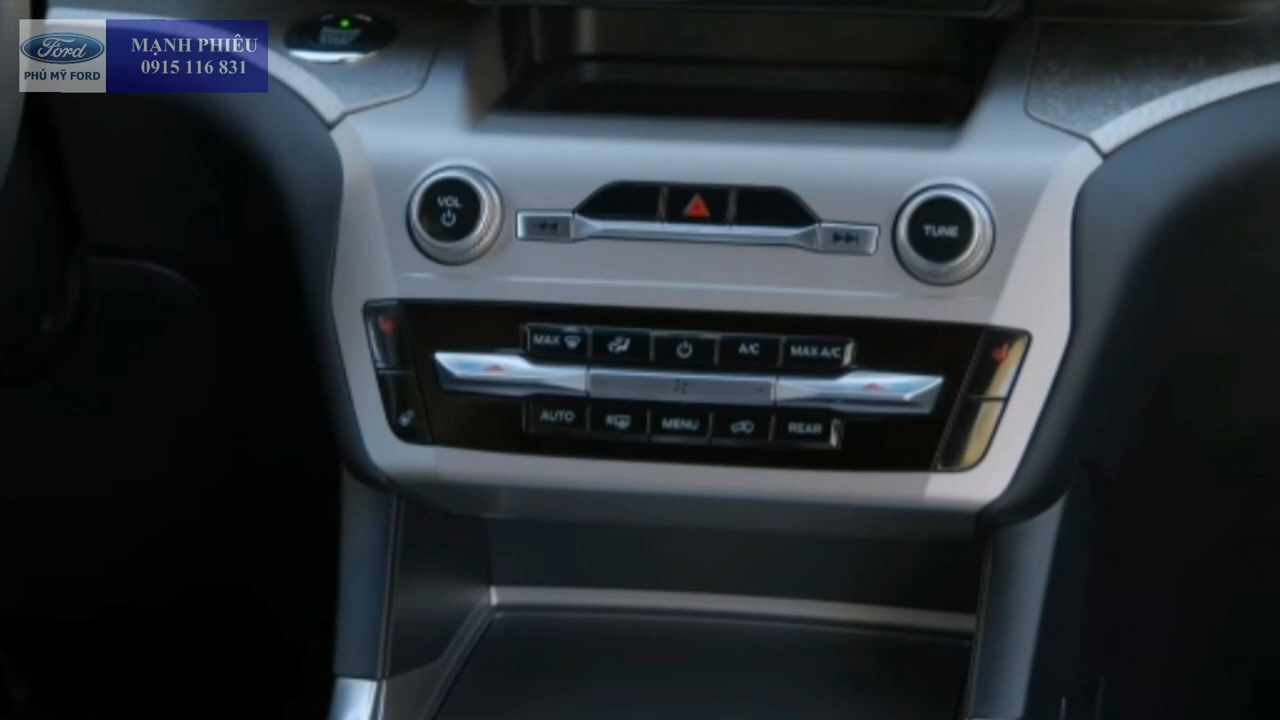 Ford
PHÚ MỸ FORD
MẠNH PHIÊU
0915 116 831
VOL
TUNE
MAX
A/C
MAX A/C
AUTO
R
MENU
REAR